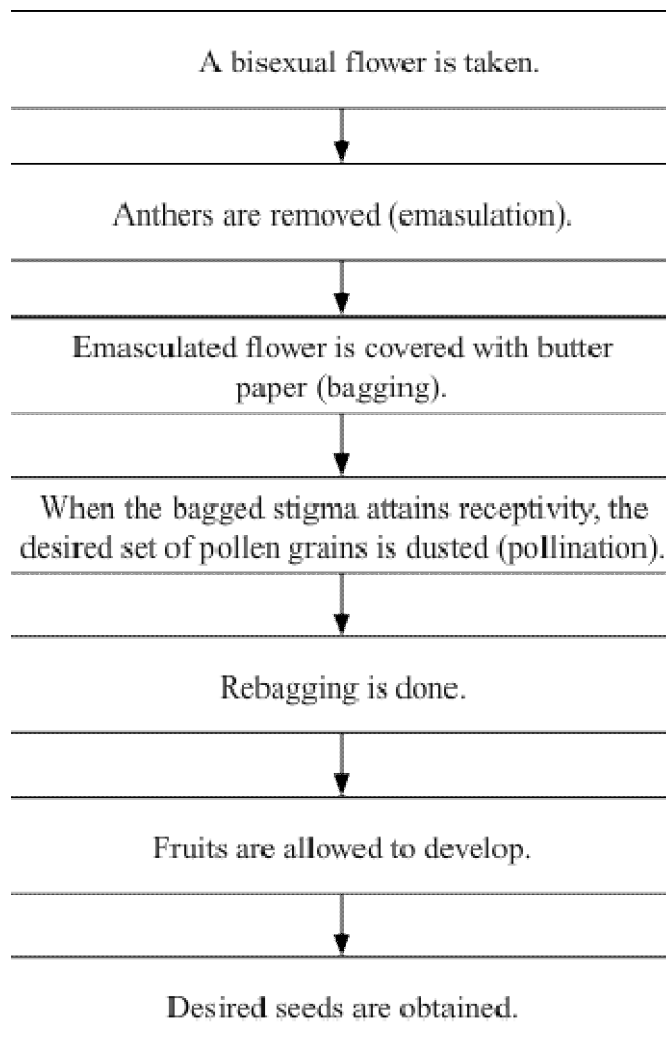 A bisexual flower is taken.
Anthers are removed (emasulation).
Emasculated flower is covered with butter
paper (bagging).
When the bagged stigma attains receptivity, the
desired set of pollen grains is dusted (pollination).
Rebagging is done.
Fruits are allowed to develop.
Desired seeds are obtained.